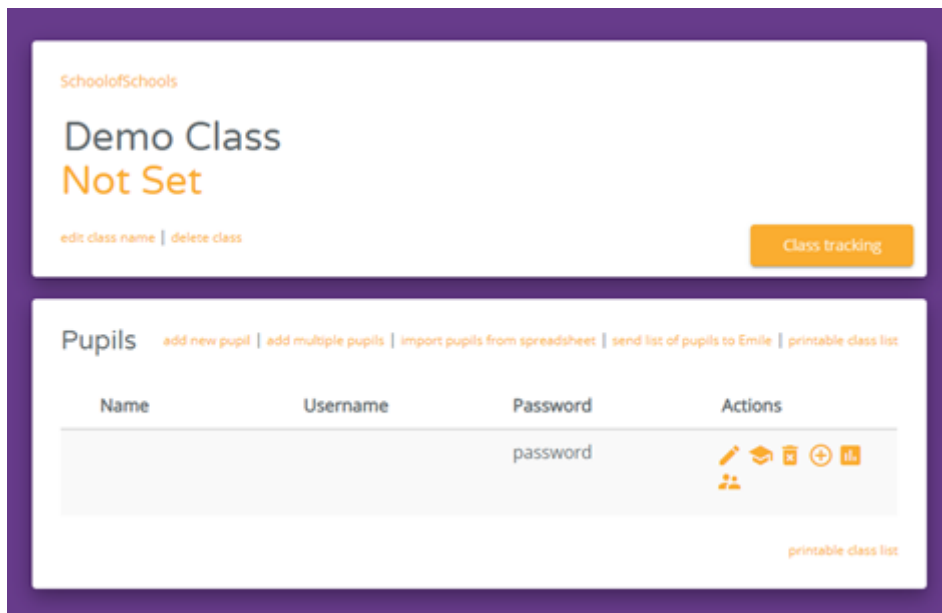 SchoolofSchools
Demo Class
Not Set
edit class name | delete class
Class tracking
Pupils add new pupil | add multiple pupils | import pupils from spreadsheet | send list of pupils to Emile | printable class list
Name Username Password Actions
password
printable class list